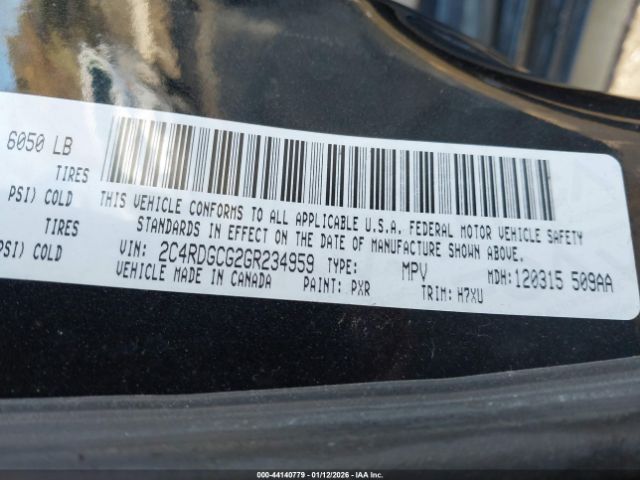 6050 LB
TIRES
PSI) COLD
TIRES
PSI) COLD
THIS VEHICLE CONFORMS TO ALL APPLICABLE U.S.A. FEDERAL MOTOR VEHICLE SAFETY
STANDARDS IN EFFECT ON THE DATE OF MANUFACTURE SHOWN ABOVE.
VIN: 2C4RDGCG2GR234959 TYPE: MPV MDH:120315 509AA
VEHICLE MADE IN CANADA PAINT: PXR TRIM: H7XU
000 - 44140779 - 01/12/2026 - IAA Inc.